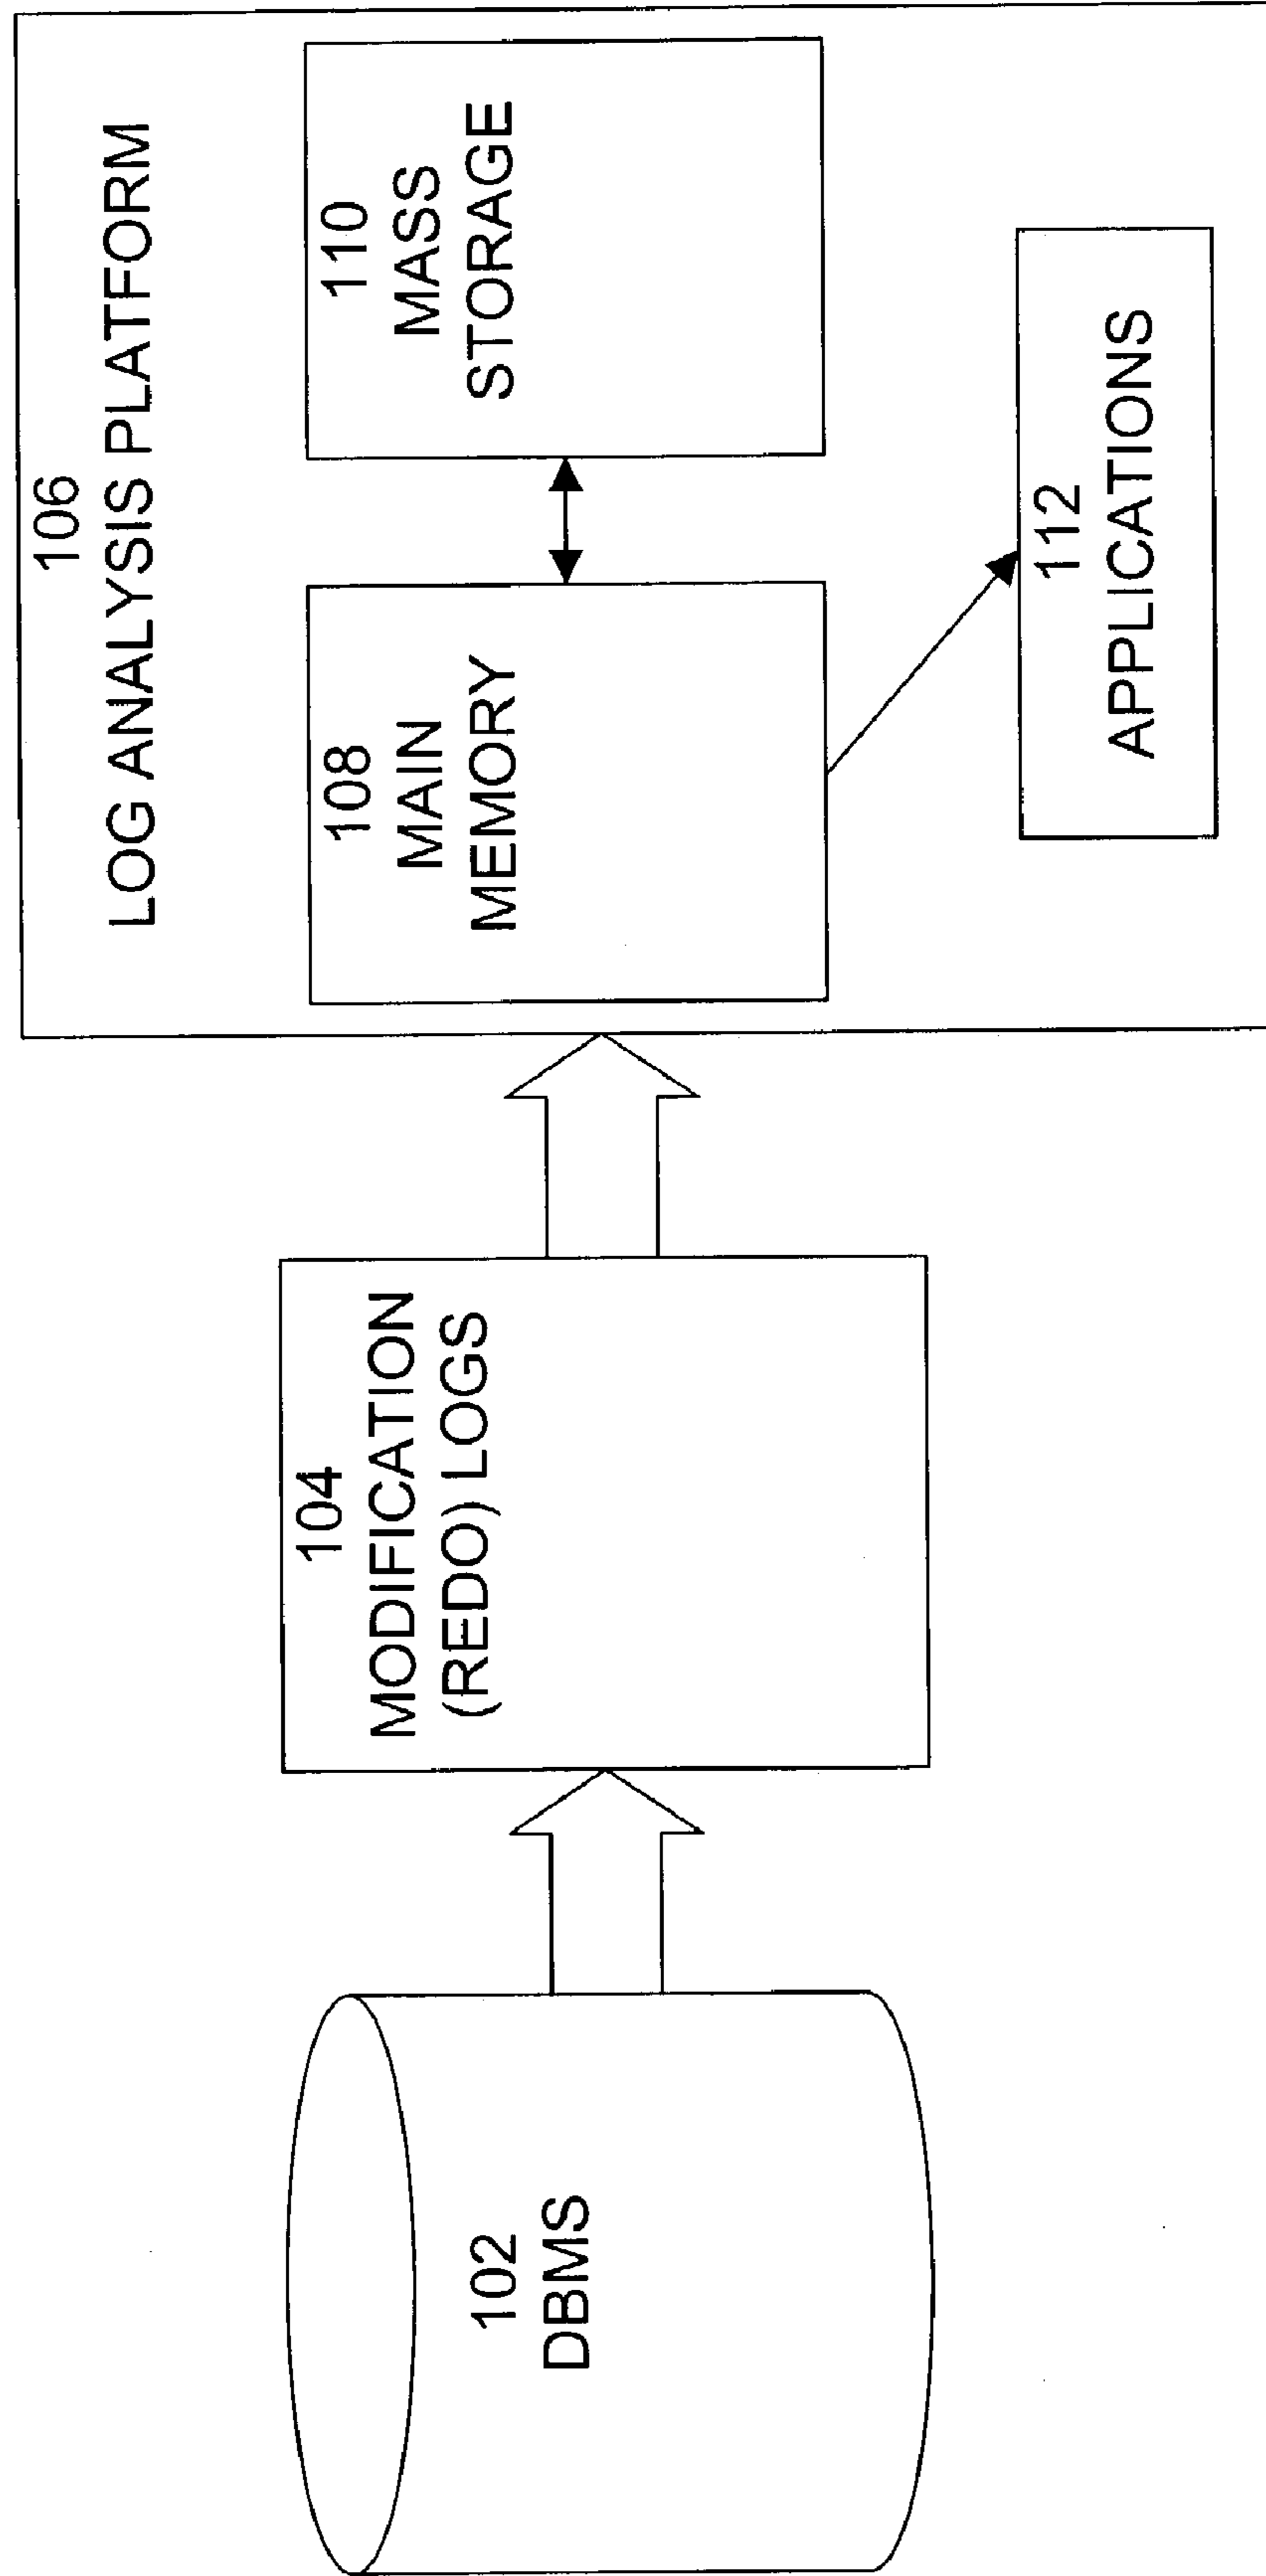 102
DBMS
104
MODIFICATION
(REDO) LOGS
106
LOG ANALYSIS PLATFORM
108
MAIN
MEMORY
110
MASS
STORAGE
112
APPLICATIONS